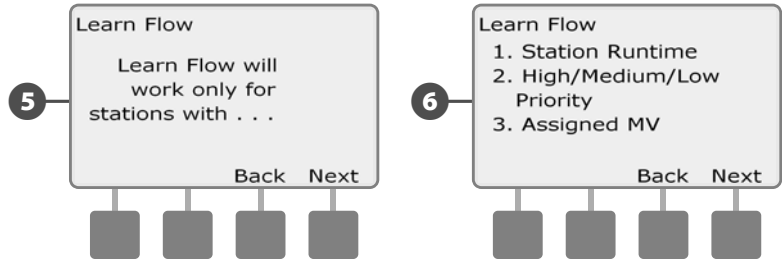 5
Learn Flow
Learn Flow will
work only for
stations with . . .
Back Next
6
Learn Flow
1. Station Runtime
2. High/Medium/Low
Priority
3. Assigned MV
Back Next